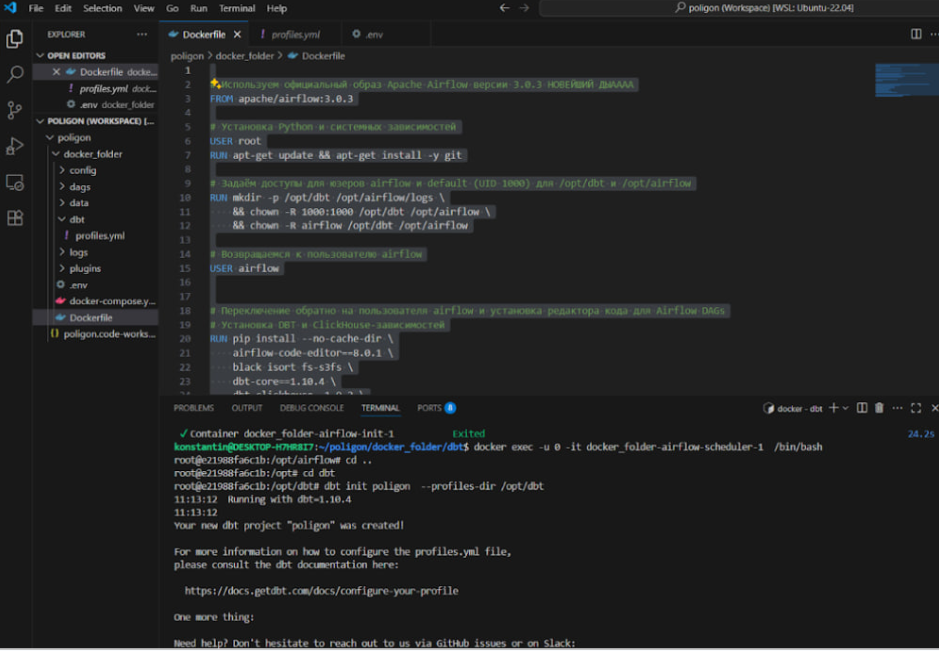 File Edit Selection View Go Run Terminal Help
poligon (Workspace) [WSL: Ubuntu-22.04]
EXPLORER
Dockerfile
profiles.yml
.env
OPEN EDITORS
Dockerfile docke...
profiles.yml dock...
.env docker_folder
POLIGON (WORKSPACE) [...
poligon
docker_folder
config
dags
data
dbt
profiles.yml
logs
plugins
.env
docker-compose.y...
Dockerfile
poligon.code-works...
poligon > docker_folder > Dockerfile
1
2 Используем официальный образ Apache Airflow версии 3.0.3 НОВЕЙШИЙ
3 FROM apache/airflow:3.0.3
4
5 # Установка Python и системных зависимостей
6 USER root
7 RUN apt-get update && apt-get install -y git
8
9 # Задаём доступы для юзеров airflow и default (UID 1000) для /opt/dbt и /opt/airflow
10 RUN mkdir -p /opt/dbt /opt/airflow/logs \
11 && chown -R 1000:1000 /opt/dbt /opt/airflow \
12 && chown -R airflow /opt/dbt /opt/airflow
13
14 # Возвращаемся к пользователю airflow
15 USER airflow
16
17
18 # Переключение обратно на пользователя airflow и установка редактора кода для Airflow DAGs
19 # Установка DBT и ClickHouse-зависимостей
20 RUN pip install --no-cache-dir \
21 airflow-code-editor==8.0.1 \
22 black isort fs-s3fs \
23 dbt-core==1.10.4 \
PROBLEMS OUTPUT DEBUG CONSOLE TERMINAL PORTS 8
docker - dbt
✓ Container docker_folder-airflow-init-1 Exited 24.2s
konstantin@DESKTOP-H7HR8I7:~/poligon/docker_folder/dbt$ docker exec -u 0 -it docker_folder-airflow-scheduler-1 /bin/bash
root@e21988fa6c1b:/opt/airflow# cd ..
root@e21988fa6c1b:/opt# cd dbt
root@e21988fa6c1b:/opt/dbt# dbt init poligon --profiles-dir /opt/dbt
11:13:12 Running with dbt=1.10.4
11:13:12
Your new dbt project "poligon" was created!
For more information on how to configure the profiles.yml file,
please consult the dbt documentation here:
https://docs.getdbt.com/docs/configure-your-profile
One more thing:
Need help? Don't hesitate to reach out to us via GitHub issues or on Slack: